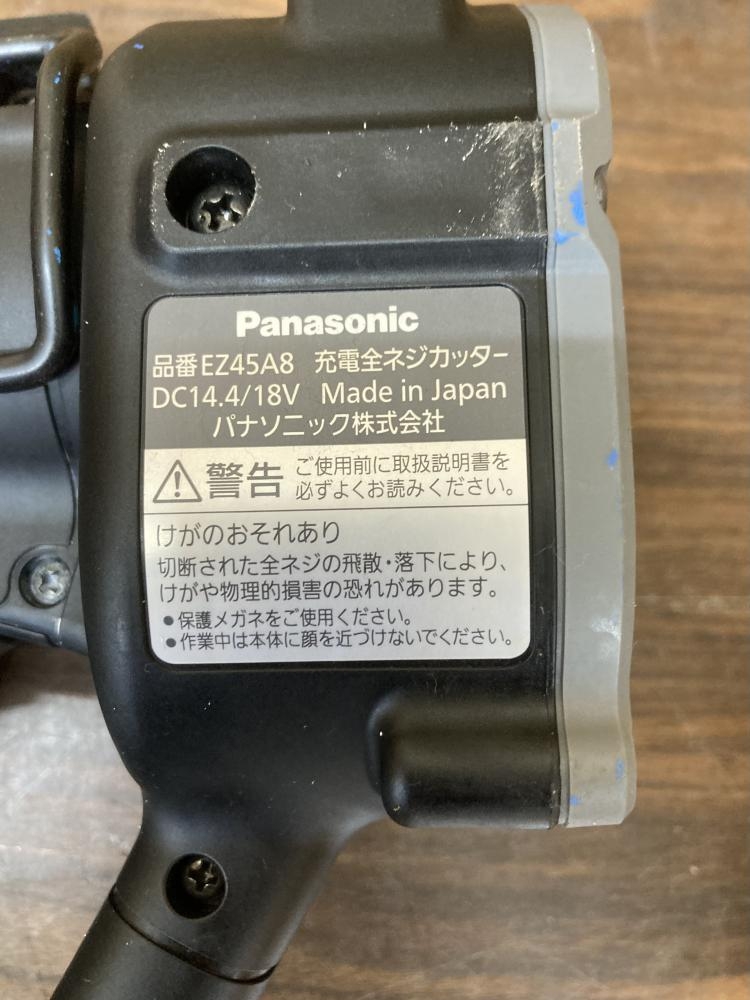 Panasonic
品番 EZ45A8 充電全ネジカッター
DC14.4/18V Made in Japan
パナソニック株式会社
警告 ご使用前に取扱説明書を
必ずよくお読みください。
けがのおそれあり
切断された全ネジの飛散・落下により、
けがや物理的損害の恐れがあります。
●保護メガネをご使用ください。
●作業中は本体に顔を近づけないでください。